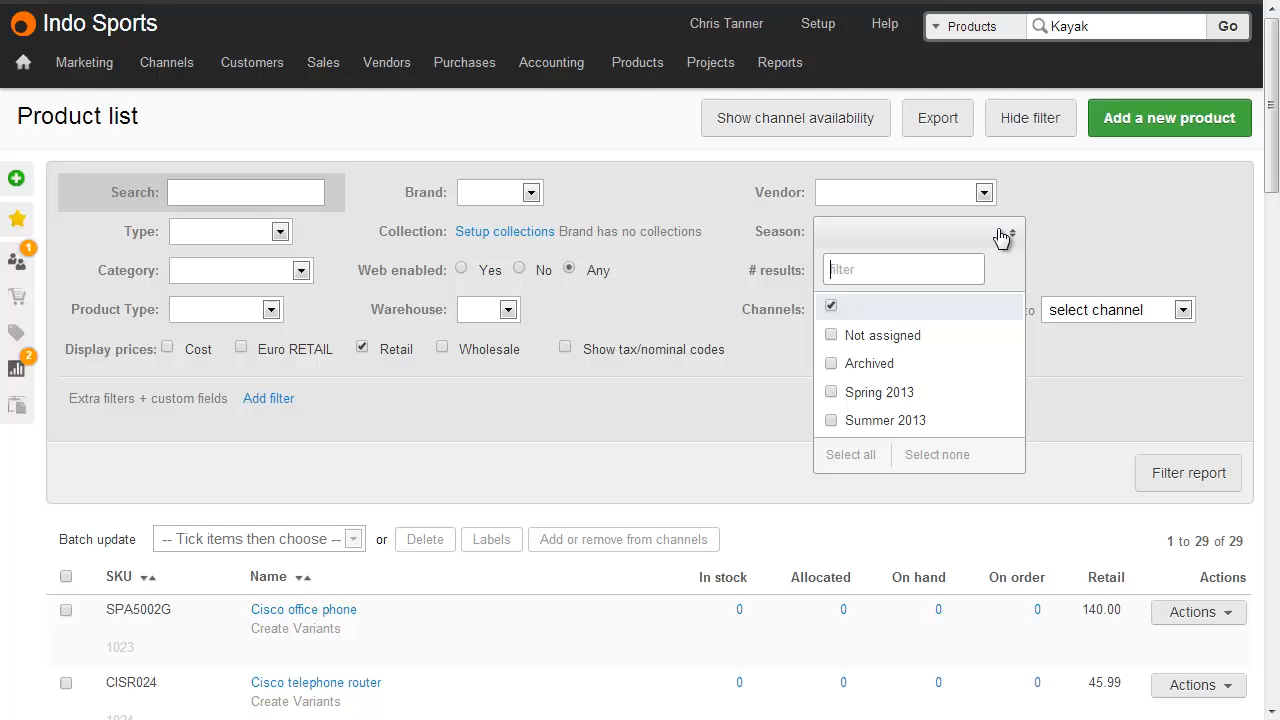 Indo Sports
Chris Tanner Setup Help Products Kayak Go
Marketing Channels Customers Sales Vendors Purchases Accounting Products Projects Reports
Product list
Show channel availability Export Hide filter Add a new product
Search: Brand: Vendor:
Type: Collection: Setup collections Brand has no collections Season:
1
Category: Web enabled: Yes No Any # results: filter
Product Type: Warehouse: Channels: to select channel
Not assigned
Display prices: Cost Euro RETAIL Retail Wholesale Show tax/nominal codes
2
Archived
Spring 2013
Extra filters + custom fields Add filter
Summer 2013
Select all Select none
Filter report
Batch update -- Tick items then choose -- or Delete Labels Add or remove from channels 1 to 29 of 29
SKU Name In stock Allocated On hand On order Retail Actions
SPA5002G Cisco office phone 0 0 0 0 140.00 Actions
Create Variants
1023
CISR024 Cisco telephone router 0 0 0 0 45.99 Actions
Create Variants
1024